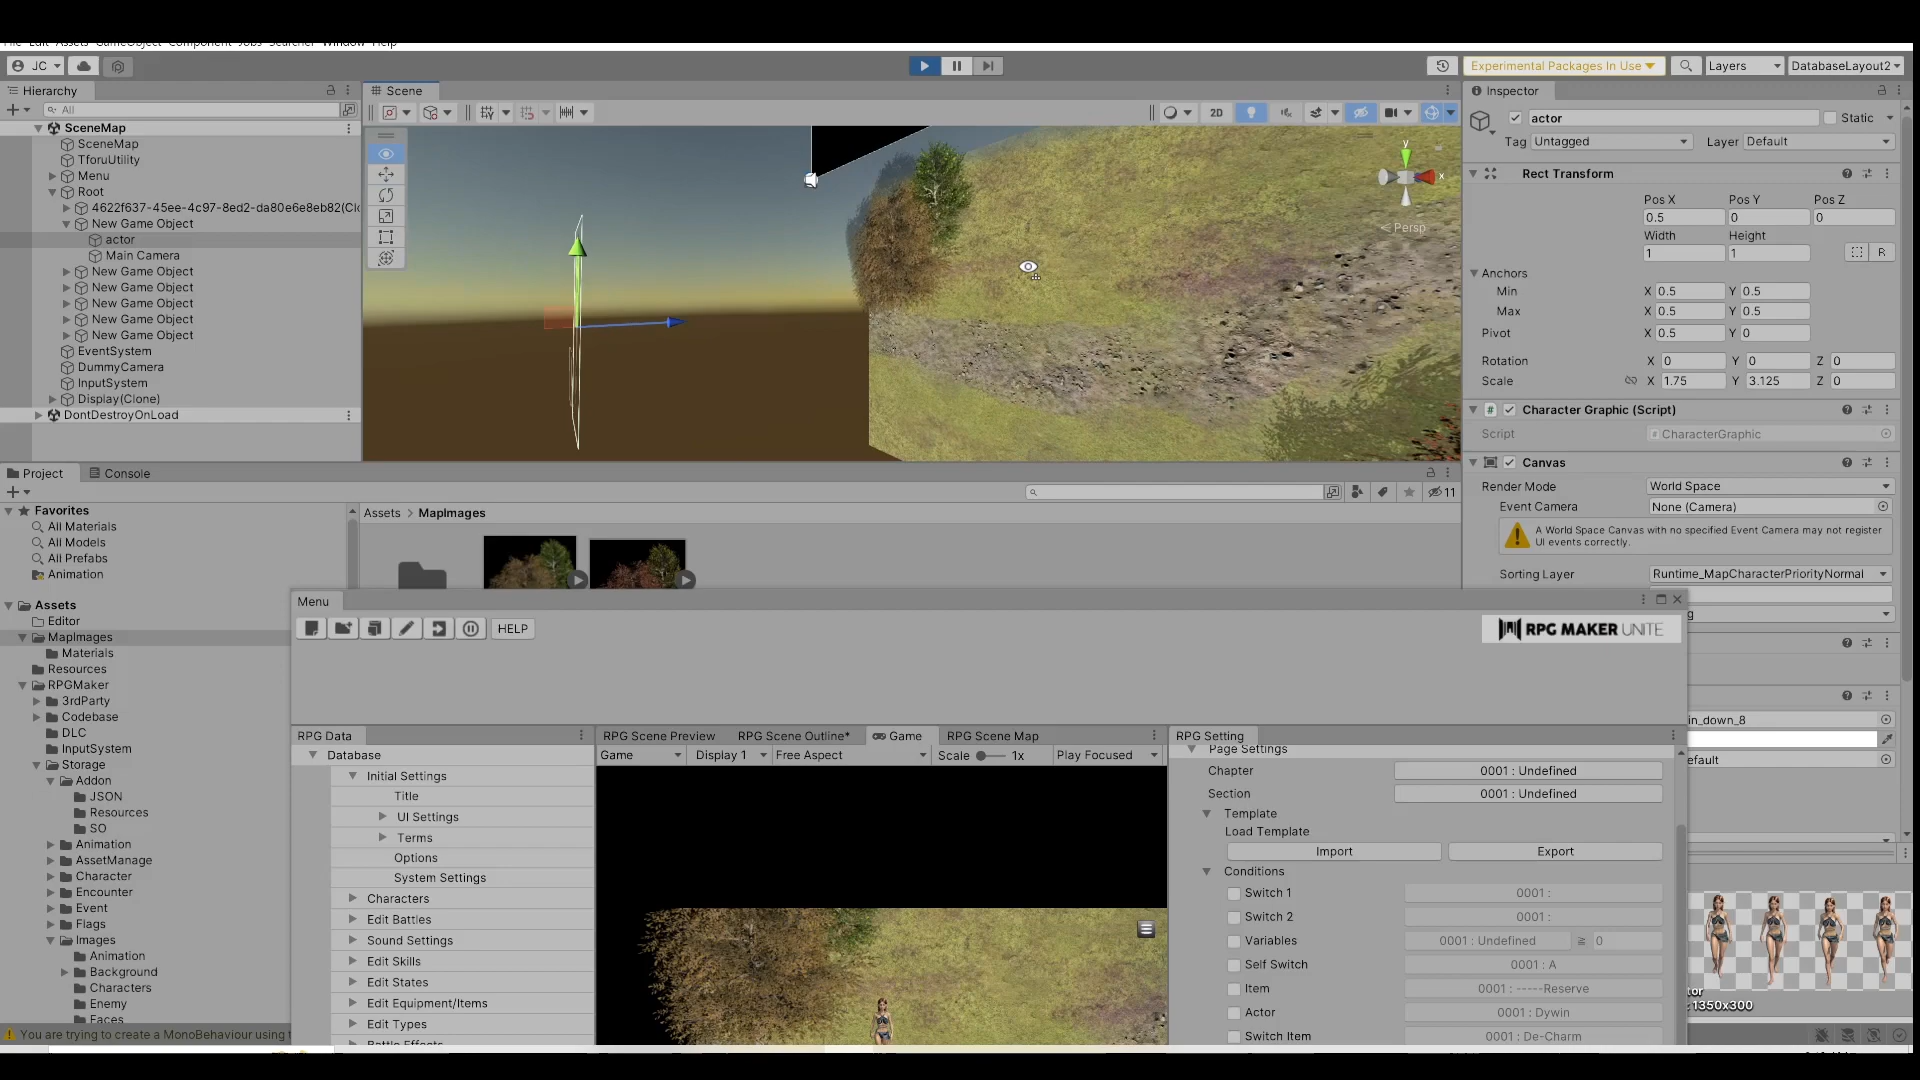 File Edit Assets GameObject Component Jobs Searcher Window Help
JC
Experimental Packages In Use
Layers
DatabaseLayout2
Hierarchy
All
SceneMap
SceneMap
TforuUtility
Menu
Root
4622f637-45ee-4c97-8ed2-da80e6e8eb82(Cl
New Game Object
actor
Main Camera
New Game Object
New Game Object
New Game Object
New Game Object
New Game Object
EventSystem
DummyCamera
InputSystem
Display(Clone)
DontDestroyOnLoad
Scene
2D
y
x
< Persp
Inspector
actor
Static
Tag Untagged
Layer Default
Rect Transform
Pos X Pos Y Pos Z
0.5 0 0
Width Height
1 1
R
Anchors
Min X 0.5 Y 0.5
Max X 0.5 Y 0.5
Pivot X 0.5 Y 0
Rotation X 0 Y 0 Z 0
Scale X 1.75 Y 3.125 Z 0
# Character Graphic (Script)
Script # CharacterGraphic
Canvas
Render Mode World Space
Event Camera None (Camera)
A World Space Canvas with no specified Event Camera may not register
UI events correctly.
Sorting Layer Runtime_MapCharacterPriorityNormal
g
in_down_8
efault
tor
: 1350x300
Project
Console
11
Favorites
All Materials
All Models
All Prefabs
Animation
Assets
Editor
MapImages
Materials
Resources
RPGMaker
3rdParty
Codebase
DLC
InputSystem
Storage
Addon
JSON
Resources
SO
Animation
AssetManage
Character
Encounter
Event
Flags
Images
Animation
Background
Characters
Enemy
Faces
You are trying to create a MonoBehaviour using t
Assets > MapImages
Menu
HELP
RPG MAKER UNITE
RPG Data
Database
Initial Settings
Title
UI Settings
Terms
Options
System Settings
Characters
Edit Battles
Sound Settings
Edit Skills
Edit States
Edit Equipment/Items
Edit Types
Battle Effects
RPG Scene Preview
RPG Scene Outline*
Game
RPG Scene Map
Game
Display 1
Free Aspect
Scale 1x
Play Focused
RPG Setting
Page Settings
Chapter 0001 : Undefined
Section 0001 : Undefined
Template
Load Template
Import Export
Conditions
Switch 1 0001 :
Switch 2 0001 :
Variables 0001 : Undefined ≧ 0
Self Switch 0001 : A
Item 0001 : -----Reserve
Actor 0001 : Dywin
Switch Item 0001 : De-Charm